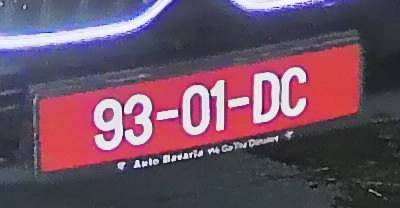 93-01-DC
Auto Bavaria We Go The Distance